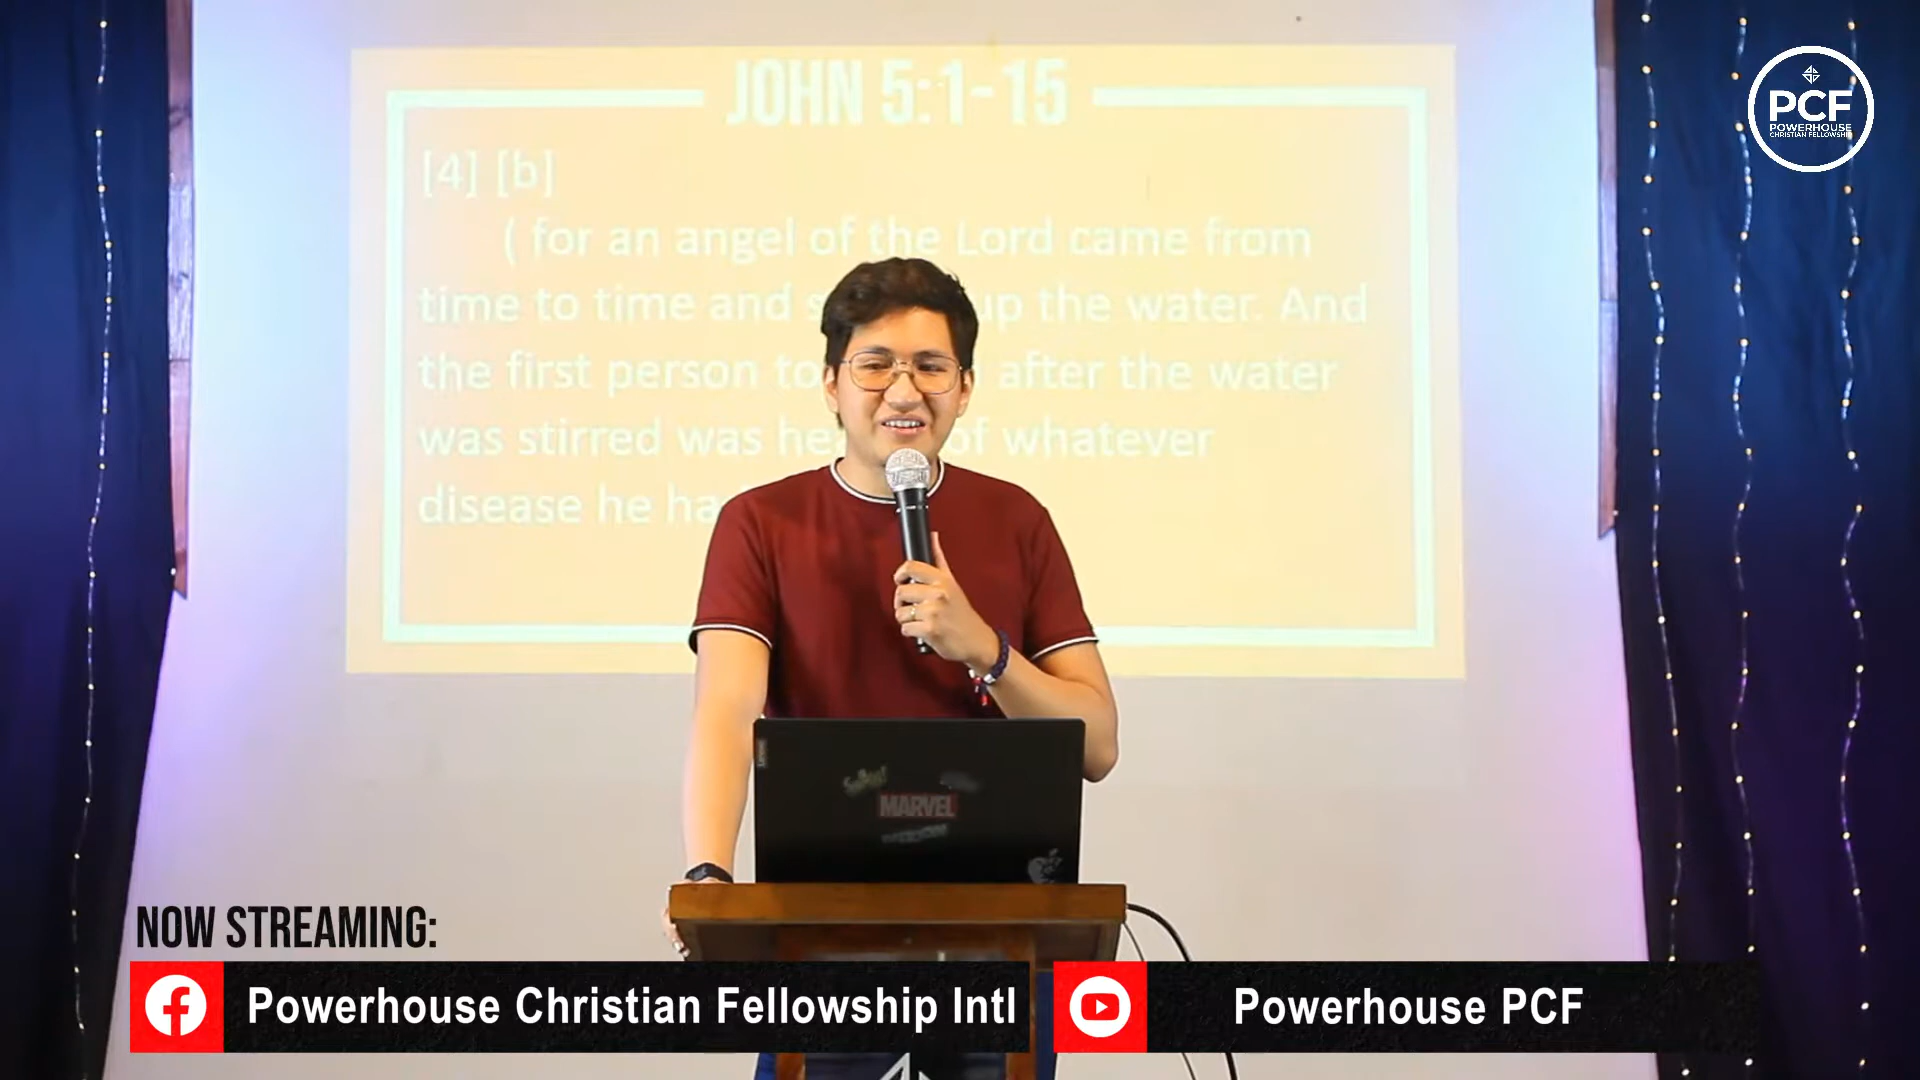 JOHN 5:1-15
[4] [b]
( for an angel of the Lord came from
time to time and up the water. And
the first person to after the water
was stirred was of whatever
disease he
PCF
POWERHOUSE
CHRISTIAN FELLOWSHIP
Lenovo
MARVEL
NOW STREAMING:
Powerhouse Christian Fellowship Intl
Powerhouse PCF